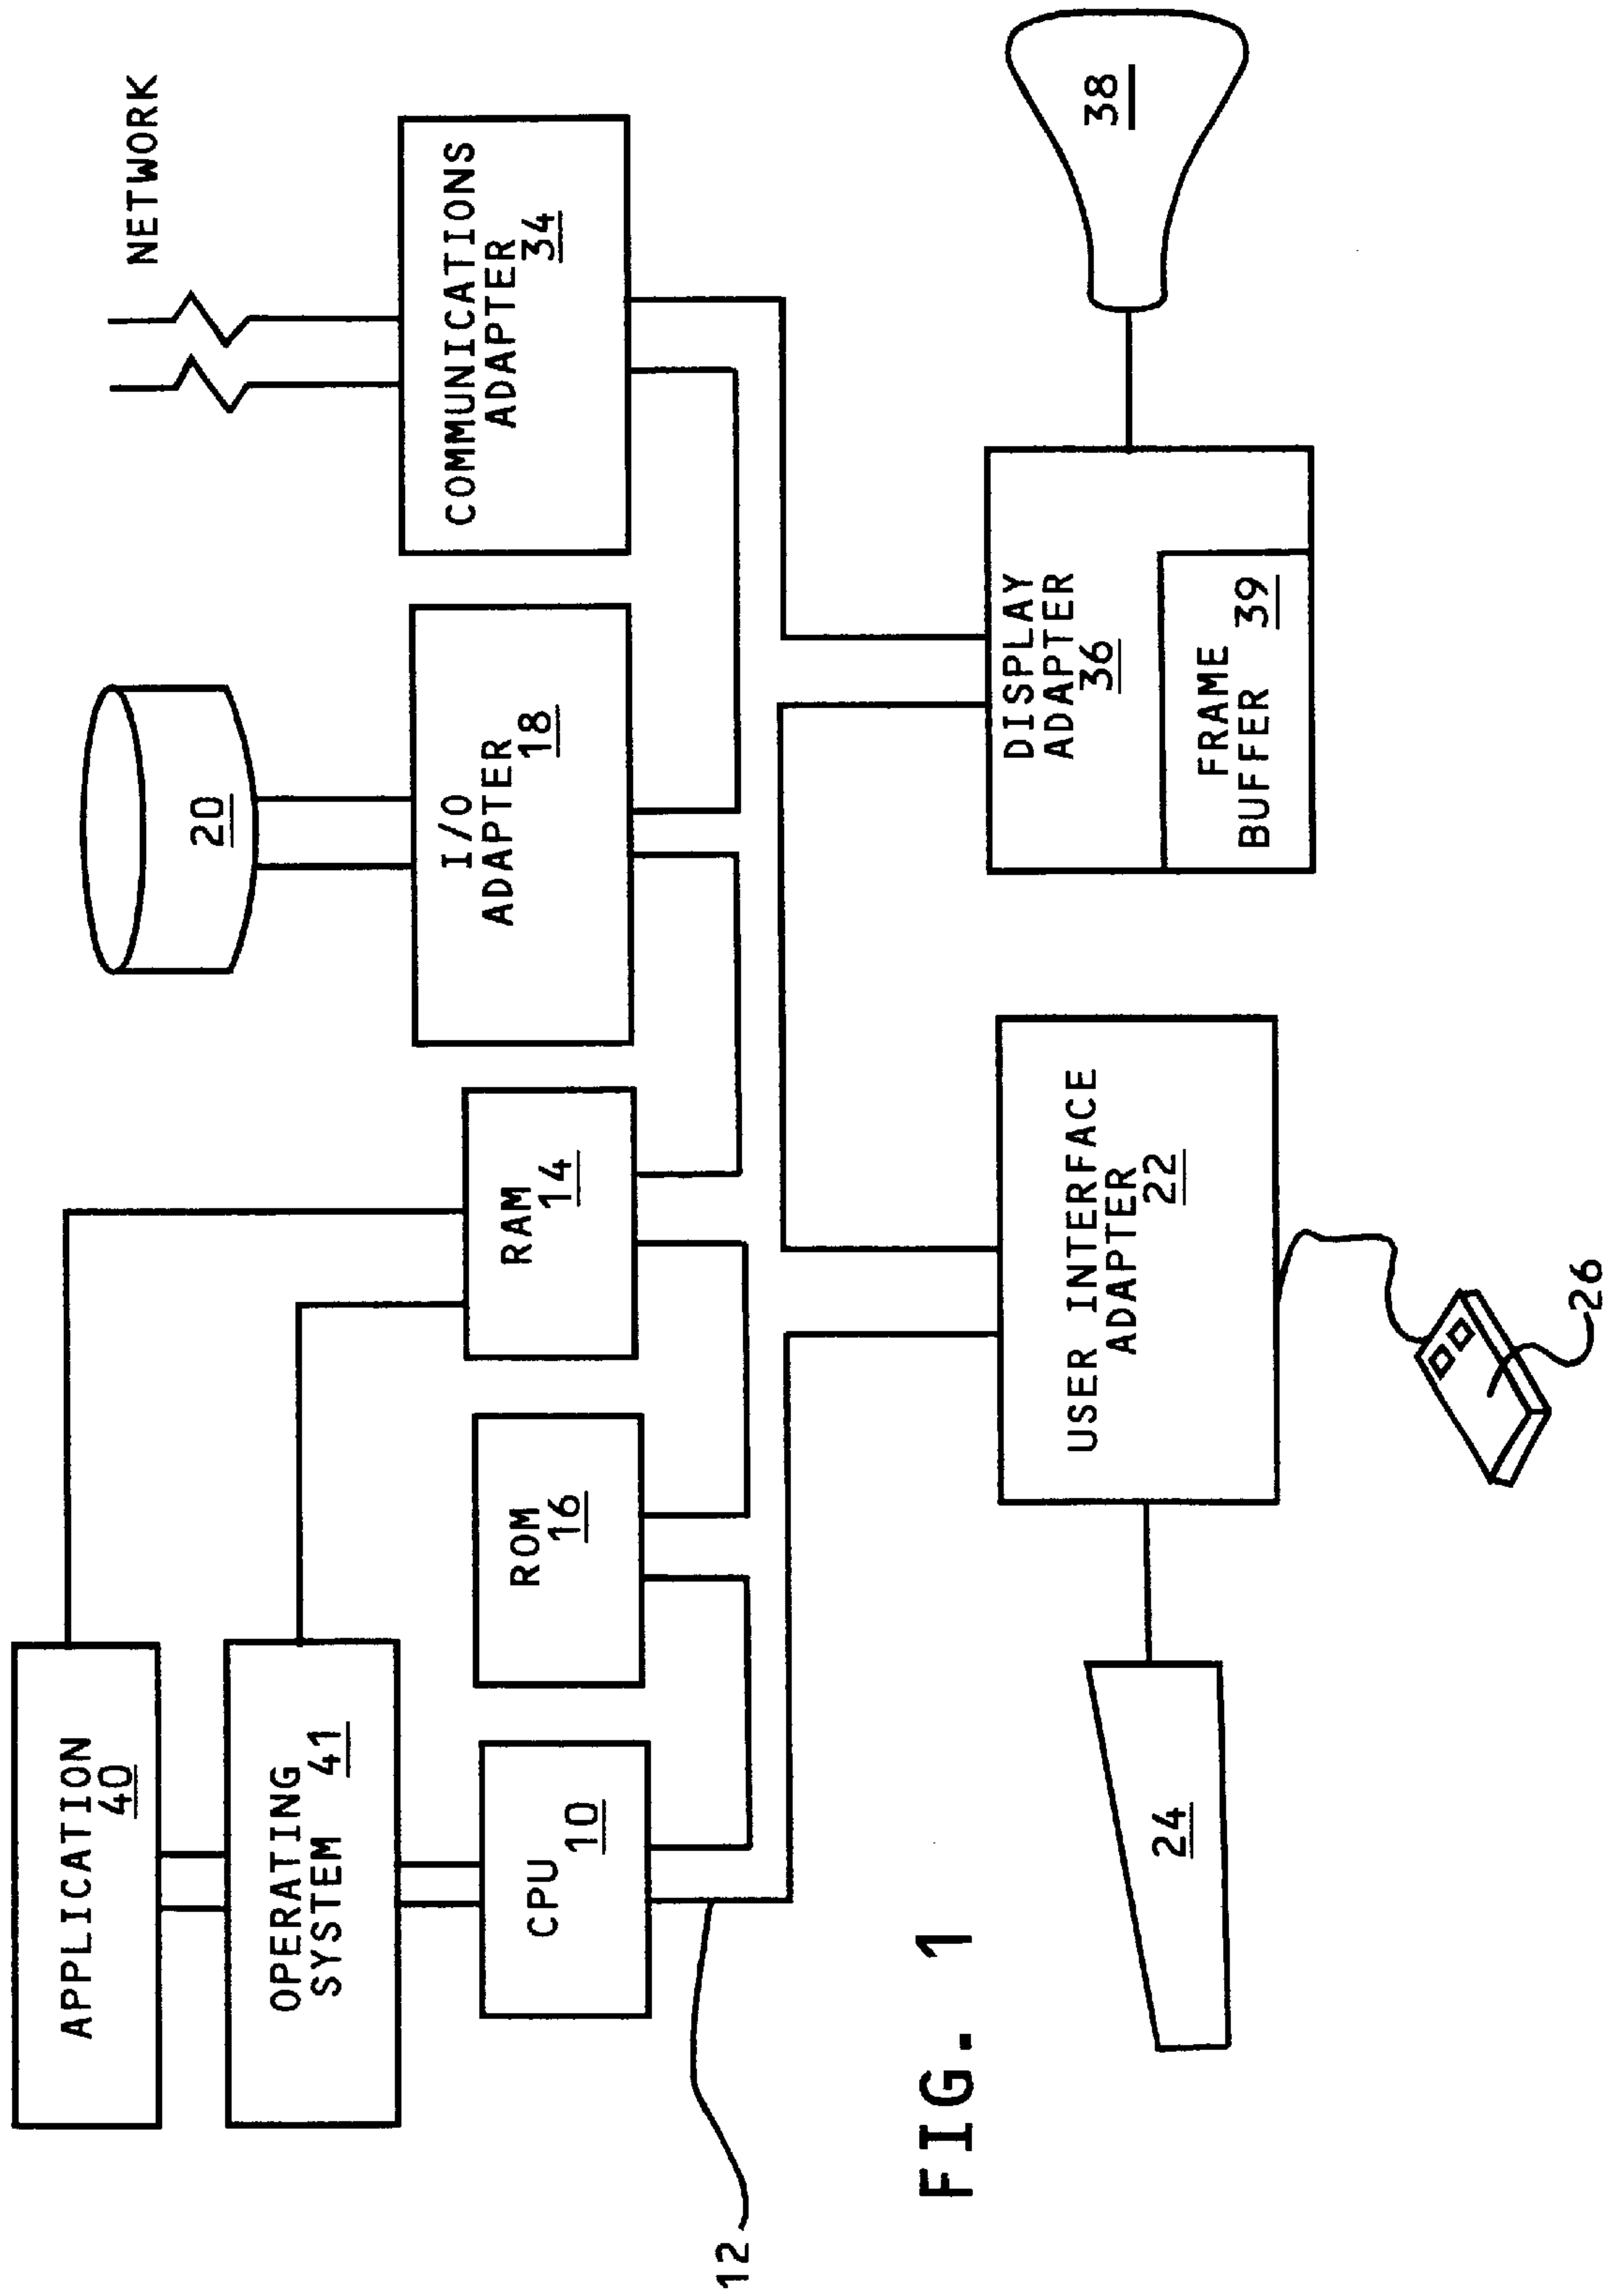 APPLICATION
40
OPERATING
SYSTEM 41
CPU
10
ROM
16
RAM
14
20
I/O
ADAPTER
18
NETWORK
COMMUNICATIONS
ADAPTER
34
12
24
USER INTERFACE
ADAPTER
22
26
DISPLAY
ADAPTER
36
FRAME
BUFFER 39
38
FIG. 1